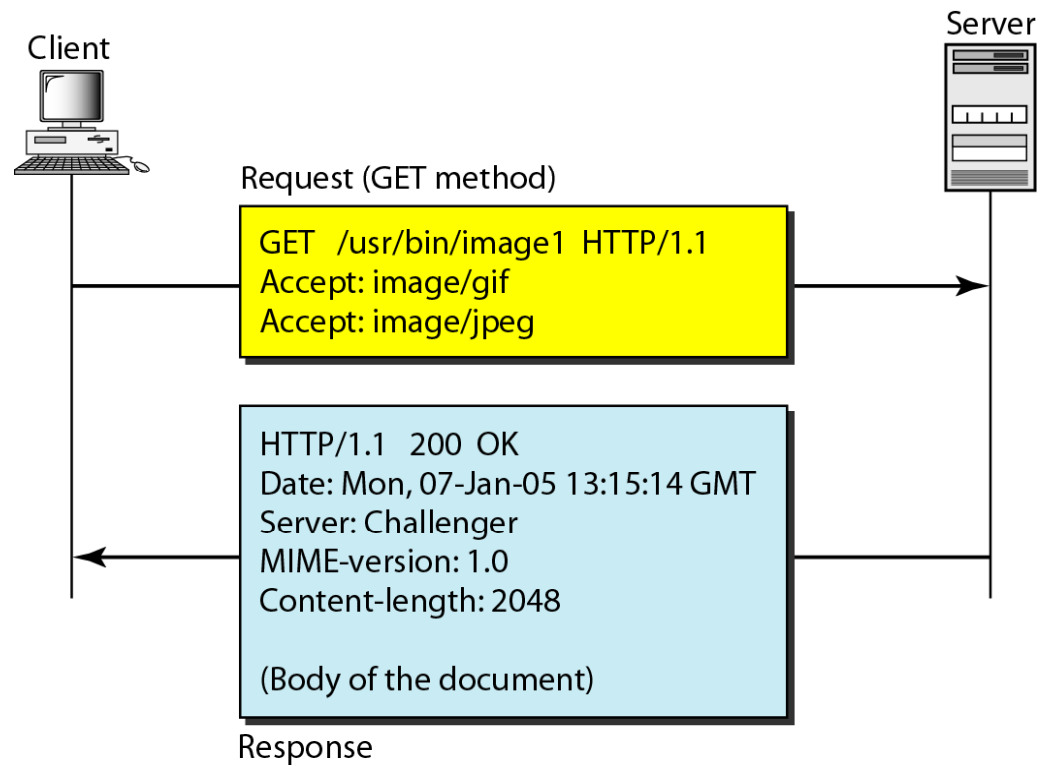 Client
Server
Request (GET method)
GET /usr/bin/image1 HTTP/1.1
Accept: image/gif
Accept: image/jpeg
HTTP/1.1 200 OK
Date: Mon, 07-Jan-05 13:15:14 GMT
Server: Challenger
MIME-version: 1.0
Content-length: 2048
(Body of the document)
Response